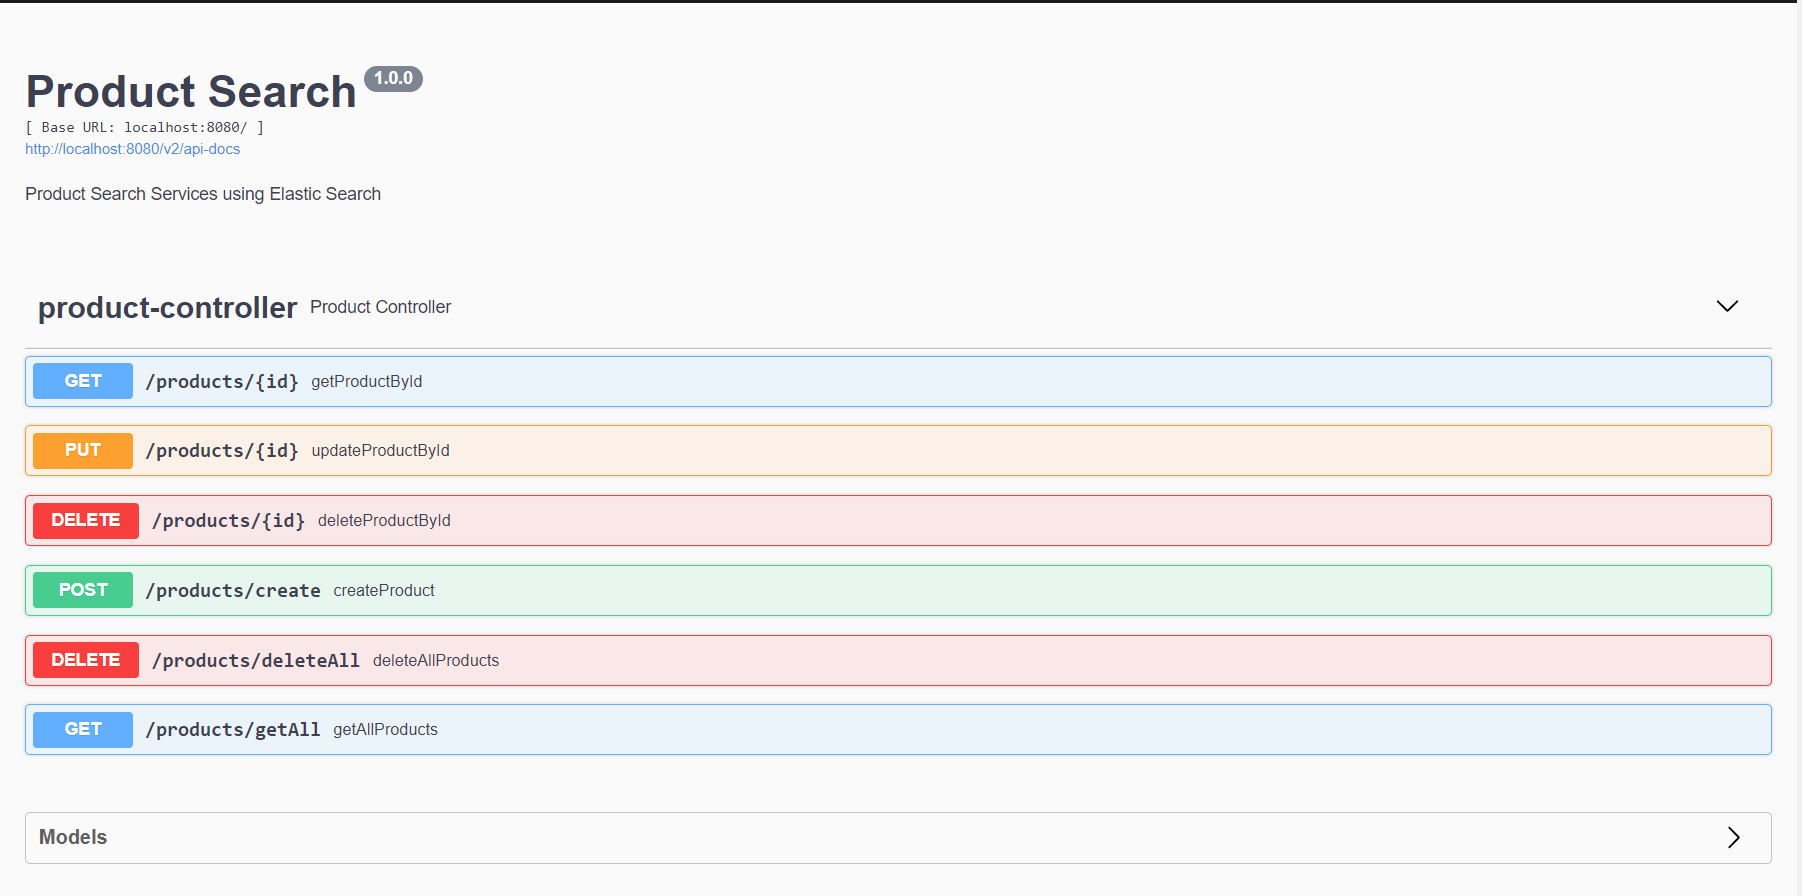 Product Search 1.0.0
[ Base URL: localhost:8080/ ]
http://localhost:8080/v2/api-docs
Product Search Services using Elastic Search
product-controller Product Controller
GET /products/{id} getProductById
PUT /products/{id} updateProductById
DELETE /products/{id} deleteProductById
POST /products/create createProduct
DELETE /products/deleteAll deleteAllProducts
GET /products/getAll getAllProducts
Models